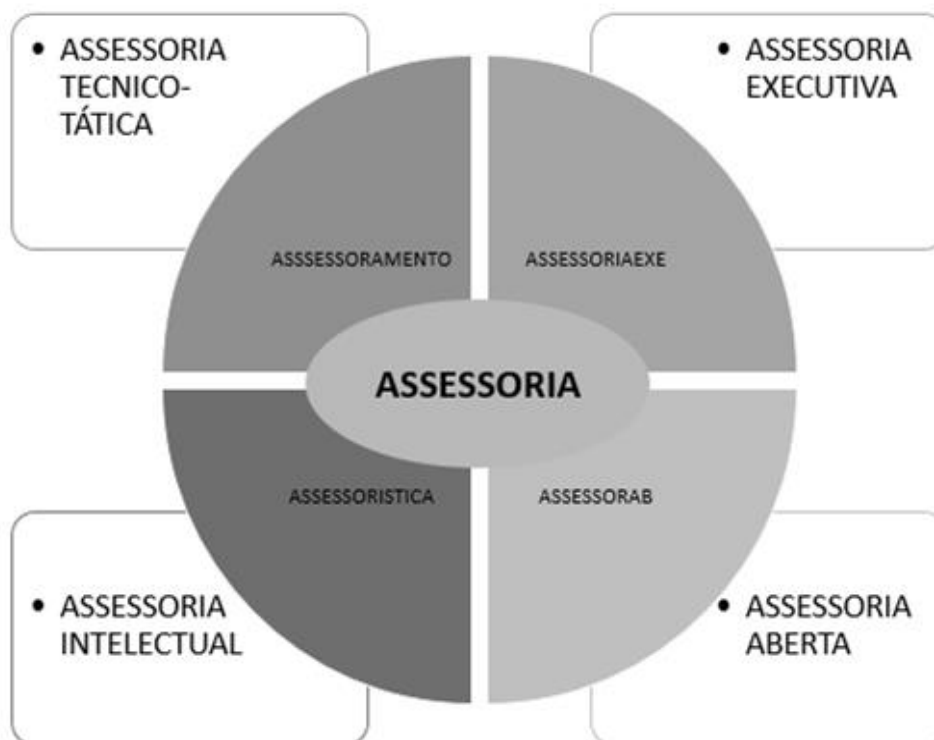 • ASSESSORIA
TECNICO-
TÁTICA
• ASSESSORIA
EXECUTIVA
ASSSESSORAMENTO
ASSESSORIAEXE
ASSESSORIA
ASSESSORISTICA
ASSESSORAB
• ASSESSORIA
INTELECTUAL
• ASSESSORIA
ABERTA